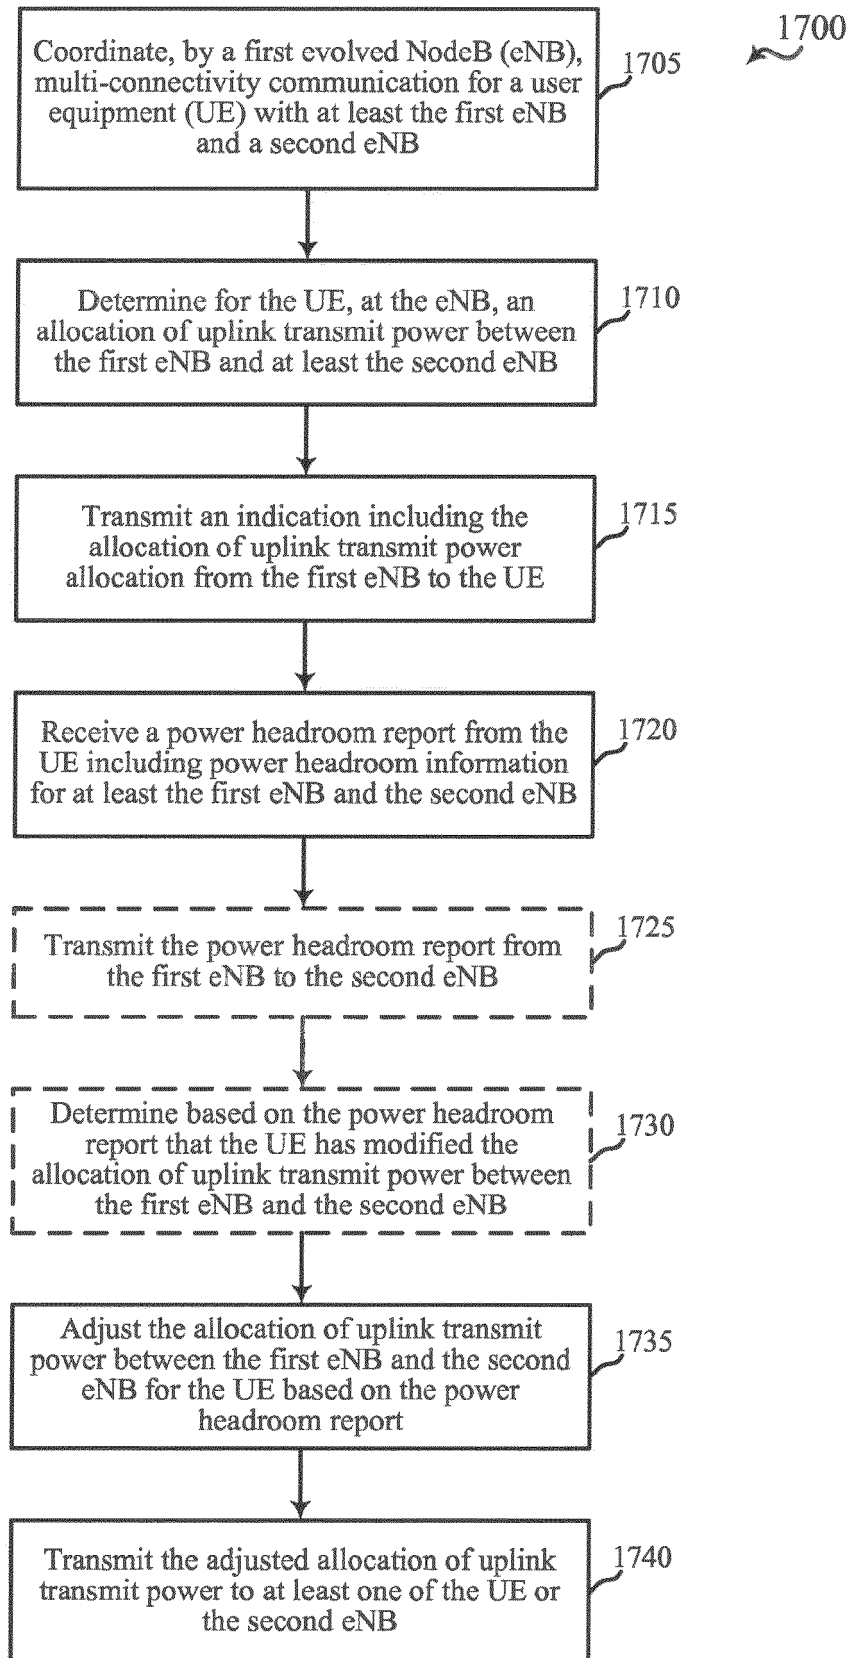 1700
Coordinate, by a first evolved NodeB (eNB),
multi-connectivity communication for a user
equipment (UE) with at least the first eNB
and a second eNB
1705
Determine for the UE, at the eNB, an
allocation of uplink transmit power between
the first eNB and at least the second eNB
1710
Transmit an indication including the
allocation of uplink transmit power
allocation from the first eNB to the UE
1715
Receive a power headroom report from the
UE including power headroom information
for at least the first eNB and the second eNB
1720
Transmit the power headroom report from
the first eNB to the second eNB
1725
Determine based on the power headroom
report that the UE has modified the
allocation of uplink transmit power between
the first eNB and the second eNB
1730
Adjust the allocation of uplink transmit
power between the first eNB and the second
eNB for the UE based on the power
headroom report
1735
Transmit the adjusted allocation of uplink
transmit power to at least one of the UE or
the second eNB
1740